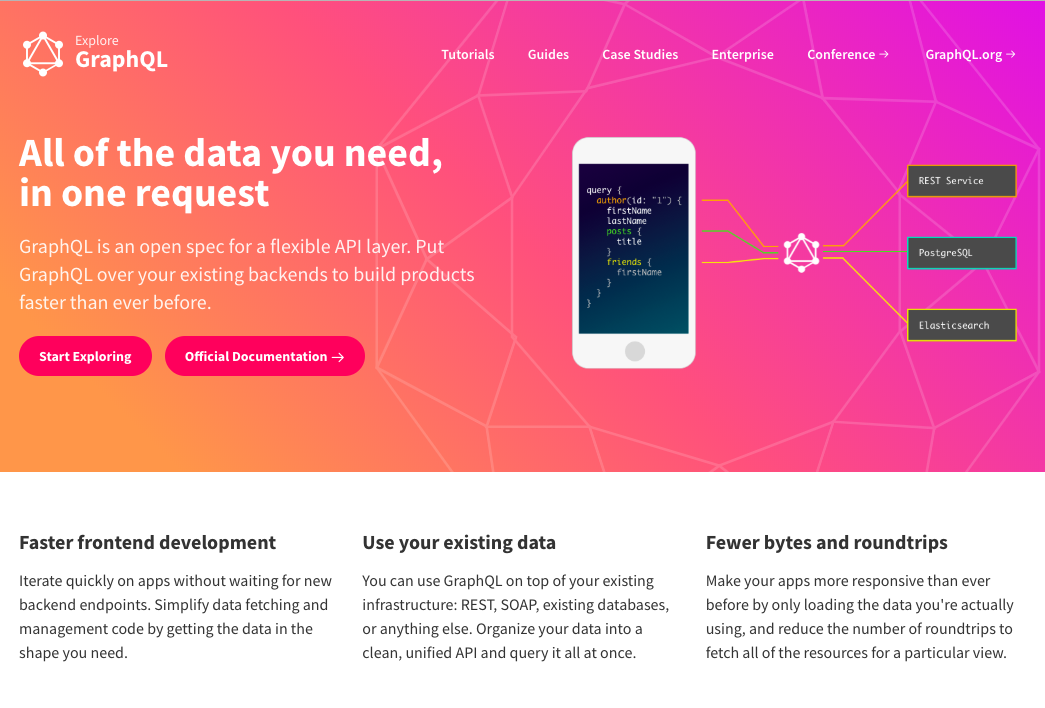 Explore
GraphQL
Tutorials
Guides
Case Studies
Enterprise
Conference →
GraphQL.org →
All of the data you need,
in one request
GraphQL is an open spec for a flexible API layer. Put
GraphQL over your existing backends to build products
faster than ever before.
Start Exploring
Official Documentation →
query {
author(id: "1") {
firstName
lastName
posts {
title
}
friends {
firstName
}
}
}
REST Service
PostgreSQL
Elasticsearch
Faster frontend development
Iterate quickly on apps without waiting for new
backend endpoints. Simplify data fetching and
management code by getting the data in the
shape you need.
Use your existing data
You can use GraphQL on top of your existing
infrastructure: REST, SOAP, existing databases,
or anything else. Organize your data into a
clean, unified API and query it all at once.
Fewer bytes and roundtrips
Make your apps more responsive than ever
before by only loading the data you're actually
using, and reduce the number of roundtrips to
fetch all of the resources for a particular view.